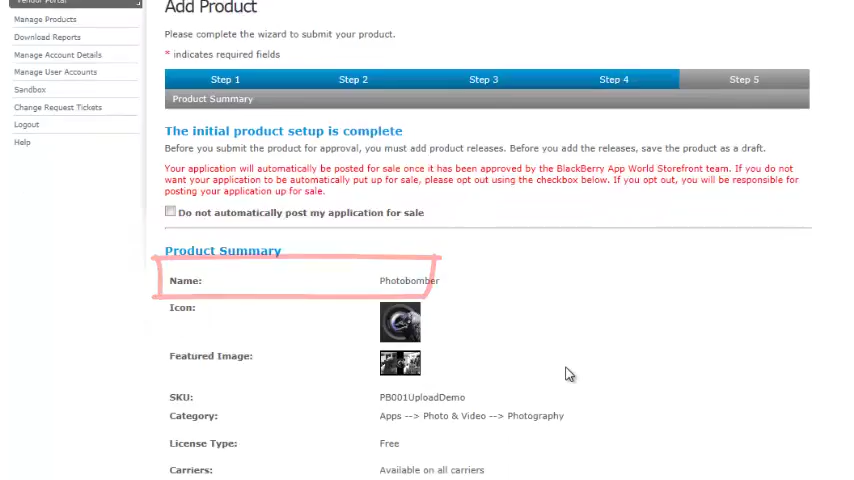 Vendor Portal
Add Product
Manage Products
Download Reports
Manage Account Details
Manage User Accounts
Sandbox
Change Request Tickets
Logout
Help
Please complete the wizard to submit your product.
* indicates required fields
Step 1 Step 2 Step 3 Step 4 Step 5
Product Summary
The initial product setup is complete
Before you submit the product for approval, you must add product releases. Before you add the releases, save the product as a draft.
Your application will automatically be posted for sale once it has been approved by the BlackBerry App World Storefront team. If you do not
want your application to be automatically put up for sale, please opt out using the checkbox below. If you opt out, you will be responsible for
posting your application up for sale.
Do not automatically post my application for sale
Product Summary
Name: Photobomber
Icon:
Featured Image:
SKU: PB001UploadDemo
Category: Apps --> Photo & Video --> Photography
License Type: Free
Carriers: Available on all carriers